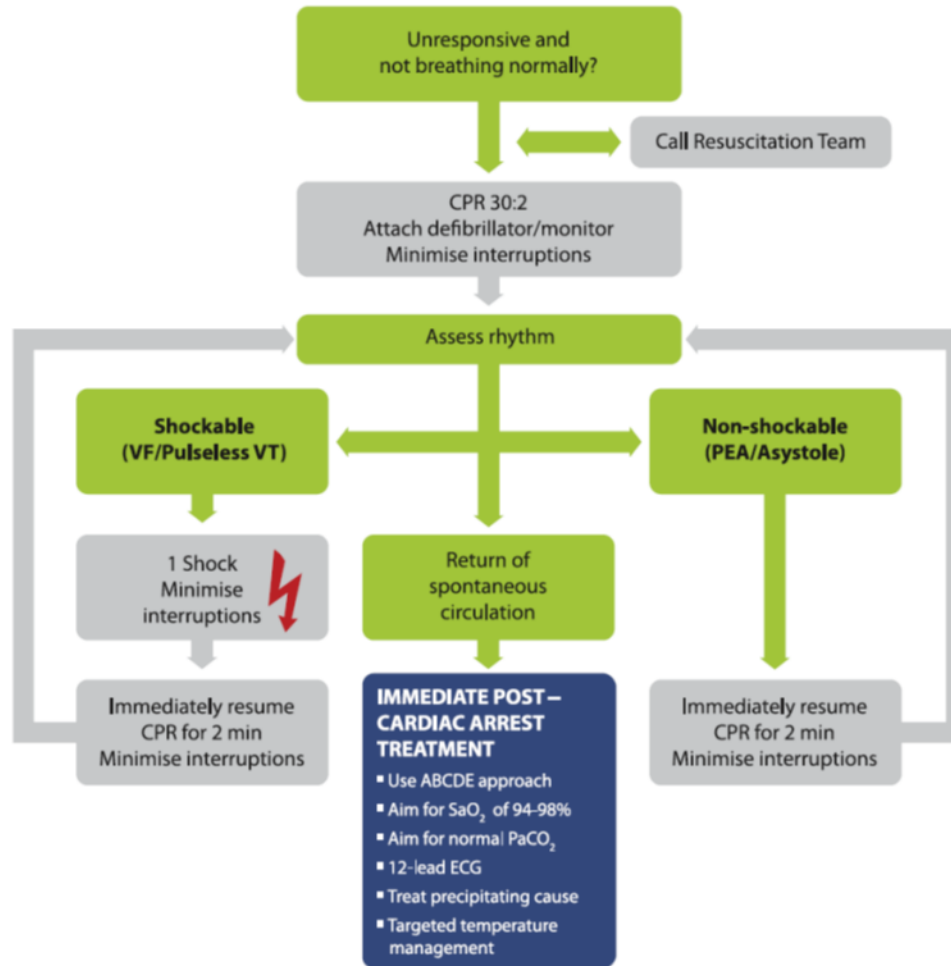 Unresponsive and
not breathing normally?
Call Resuscitation Team
CPR 30:2
Attach defibrillator/monitor
Minimise interruptions
Assess rhythm
Shockable
(VF/Pulseless VT)
Non-shockable
(PEA/Asystole)
1 Shock
Minimise
interruptions
Return of
spontaneous
circulation
Immediately resume
CPR for 2 min
Minimise interruptions
IMMEDIATE POST–
CARDIAC ARREST
TREATMENT
▪ Use ABCDE approach
▪ Aim for SaO₂ of 94-98%
▪ Aim for normal PaCO₂
▪ 12-lead ECG
▪ Treat precipitating cause
▪ Targeted temperature
management
Immediately resume
CPR for 2 min
Minimise interruptions